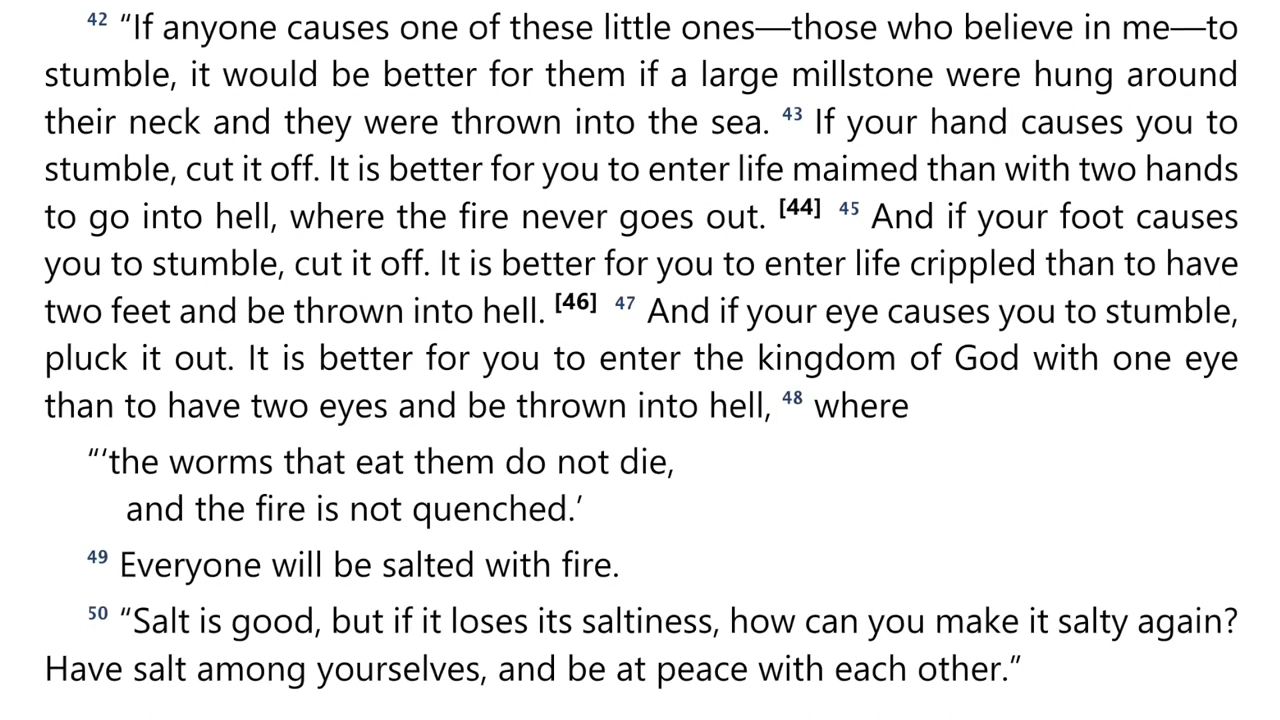 42 “If anyone causes one of these little ones—those who believe in me—to
stumble, it would be better for them if a large millstone were hung around
their neck and they were thrown into the sea. 43 If your hand causes you to
stumble, cut it off. It is better for you to enter life maimed than with two hands
to go into hell, where the fire never goes out. [44] 45 And if your foot causes
you to stumble, cut it off. It is better for you to enter life crippled than to have
two feet and be thrown into hell. [46] 47 And if your eye causes you to stumble,
pluck it out. It is better for you to enter the kingdom of God with one eye
than to have two eyes and be thrown into hell, 48 where
“‘the worms that eat them do not die,
and the fire is not quenched.’
49 Everyone will be salted with fire.
50 “Salt is good, but if it loses its saltiness, how can you make it salty again?
Have salt among yourselves, and be at peace with each other.”